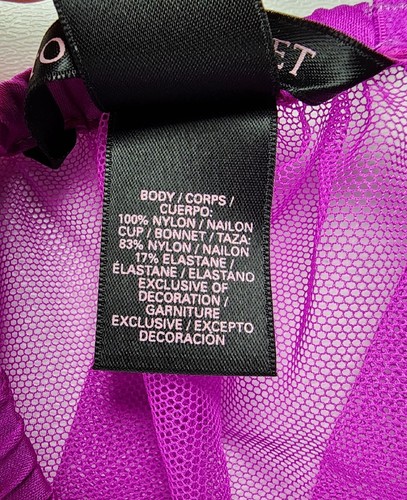 BODY / CORPS /
CUERPO:
100% NYLON / NAILON
CUP / BONNET / TAZA:
83% NYLON / NAILON
17% ELASTANE /
ÉLASTANE / ELASTANO
EXCLUSIVE OF
DECORATION /
GARNITURE
EXCLUSIVE / EXCEPTO
DECORACIÓN